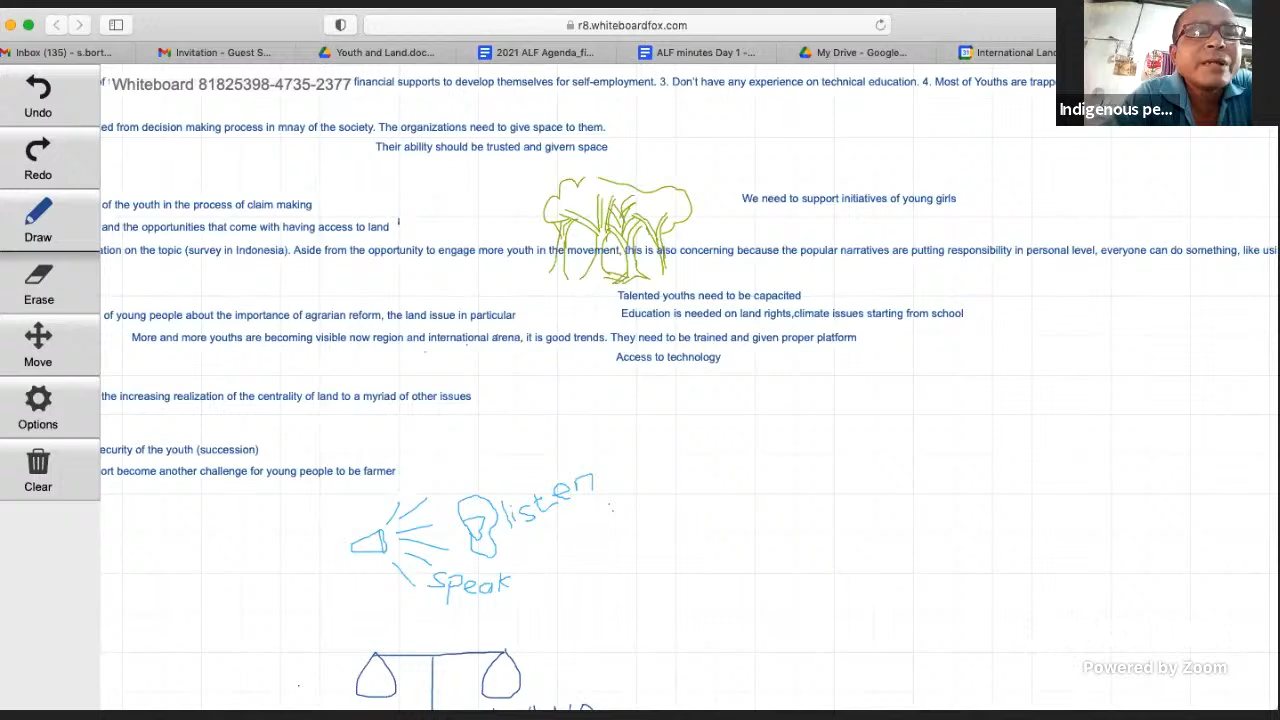 r8.whiteboardfox.com
Inbox (135) - s.bort...
Invitation - Guest S...
Youth and Land.doc...
2021 ALF Agenda_fi...
ALF minutes Day 1 -...
My Drive - Google...
International Lan
Indigenous pe...
Undo
Redo
Draw
Erase
Move
Options
Clear
Whiteboard 81825398-4735-2377
financial supports to develop themselves for self-employment. 3. Don't have any experience on technical education. 4. Most of Youths are trapp
ed from decision making process in mnay of the society. The organizations need to give space to them.
Their ability should be trusted and givern space
We need to support initiatives of young girls
of the youth in the process of claim making
and the opportunities that come with having access to land
ation on the topic (survey in Indonesia). Aside from the opportunity to engage more youth in the movement, this is also concerning because the popular narratives are putting responsibility in personal level, everyone can do something, like usi
Talented youths need to be capacited
of young people about the importance of agrarian reform, the land issue in particular
Education is needed on land rights,climate issues starting from school
More and more youths are becoming visible now region and international arena, it is good trends. They need to be trained and given proper platform
Access to technology
the increasing realization of the centrality of land to a myriad of other issues
ecurity of the youth (succession)
ort become another challenge for young people to be farmer
listen
speak
Powered by Zoom